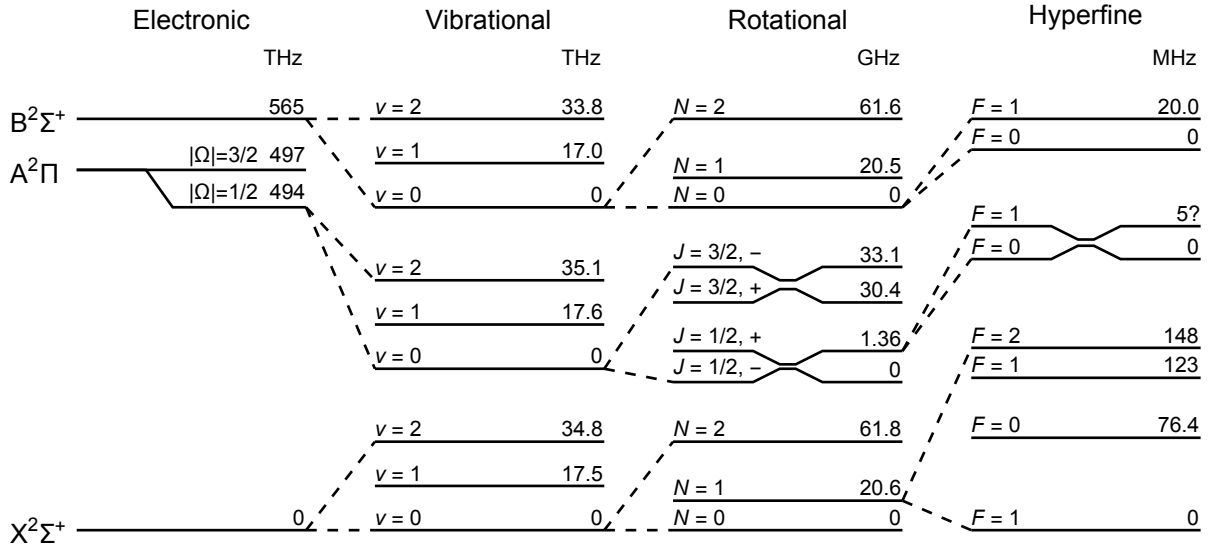 Electronic Vibrational Rotational Hyperfine
THz THz GHz MHz
B²Σ⁺ 565
A²Π |Ω|=3/2 497
|Ω|=1/2 494
X²Σ⁺ 0
v = 2 33.8
v = 1 17.0
v = 0 0
v = 2 35.1
v = 1 17.6
v = 0 0
v = 2 34.8
v = 1 17.5
v = 0 0
N = 2 61.6
N = 1 20.5
N = 0 0
J = 3/2, − 33.1
J = 3/2, + 30.4
J = 1/2, + 1.36
J = 1/2, − 0
N = 2 61.8
N = 1 20.6
N = 0 0
F = 1 20.0
F = 0 0
F = 1 5?
F = 0 0
F = 2 148
F = 1 123
F = 0 76.4
F = 1 0